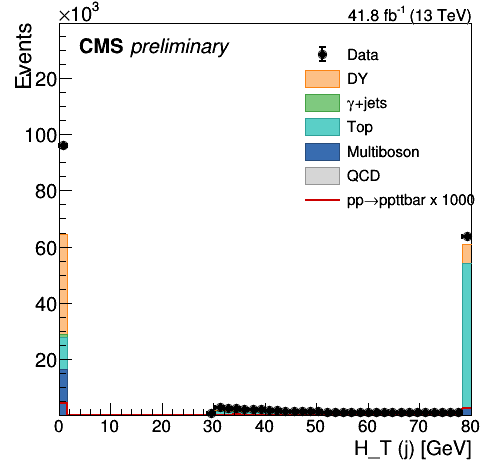 ×10³
41.8 fb⁻¹ (13 TeV)
CMS preliminary
Events
Data
DY
γ+jets
Top
Multiboson
QCD
pp→ppttbar x 1000
120
100
80
60
40
20
0 10 20 30 40 50 60 70 80
H_T (j) [GeV]